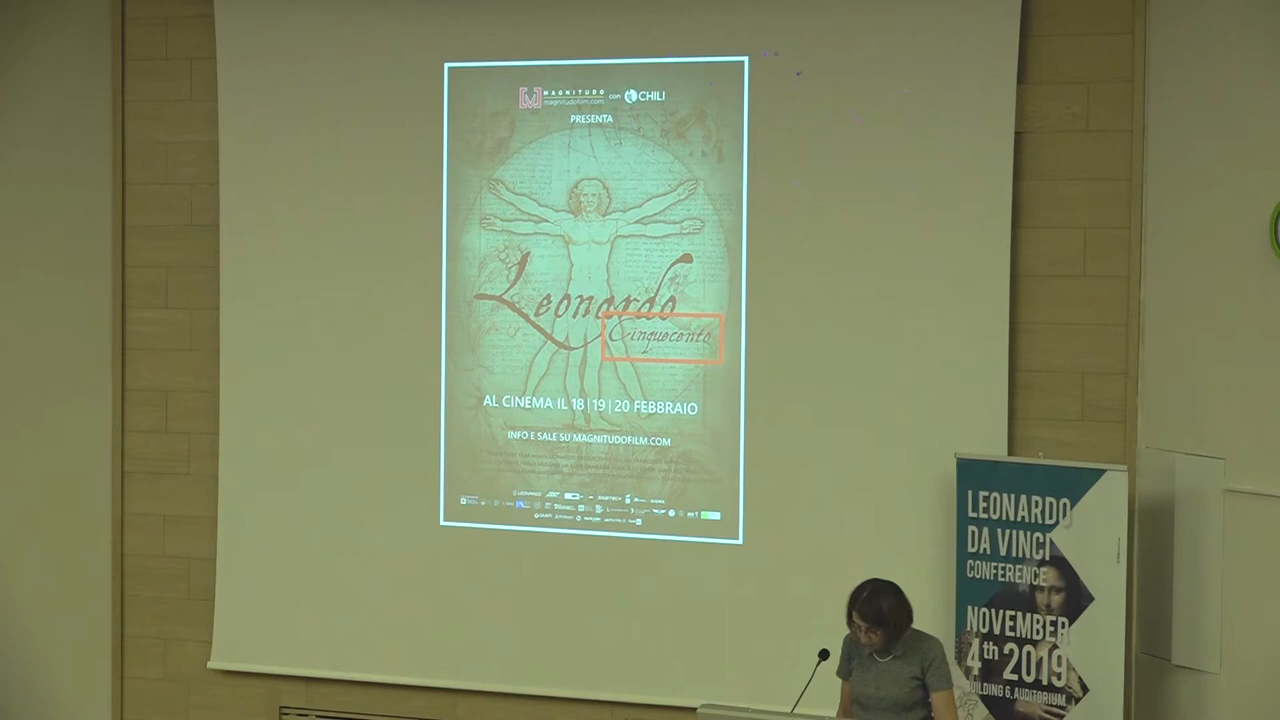 MAGNITUDO con CHILI
magnitudofilm.com
PRESENTA
Leonardo
Cinquecento
AL CINEMA IL 18|19|20 FEBBRAIO
INFO E SALE SU MAGNITUDOFILM.COM
LEONARDO
DA VINCI
CONFERENCE
NOVEMBER
4th 2019
BUILDING 6, AUDITORIUM